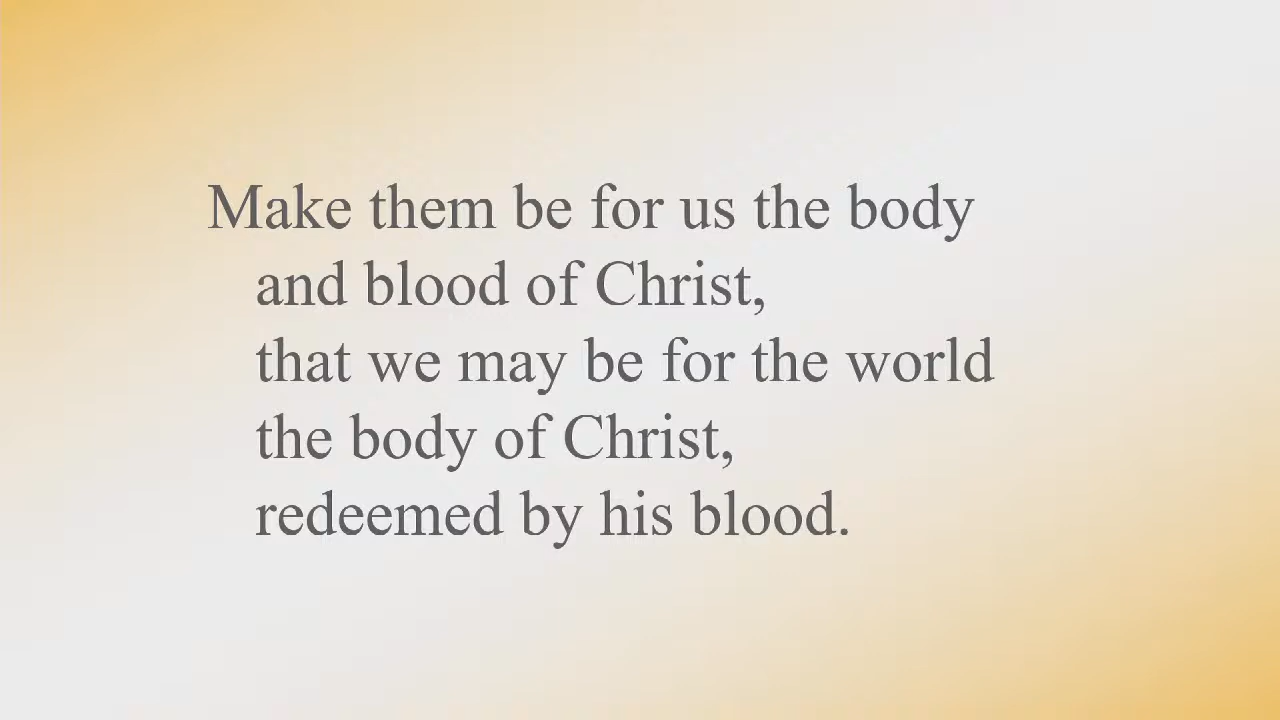 Make them be for us the body
and blood of Christ,
that we may be for the world
the body of Christ,
redeemed by his blood.